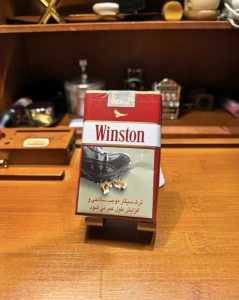 Winston
ترک سیگار موجب سلامتی و
افزایش طول عمر می شود